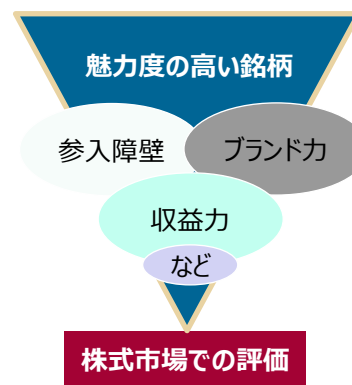 魅力度の高い銘柄
参入障壁
ブランド力
収益力
など
株式市場での評価